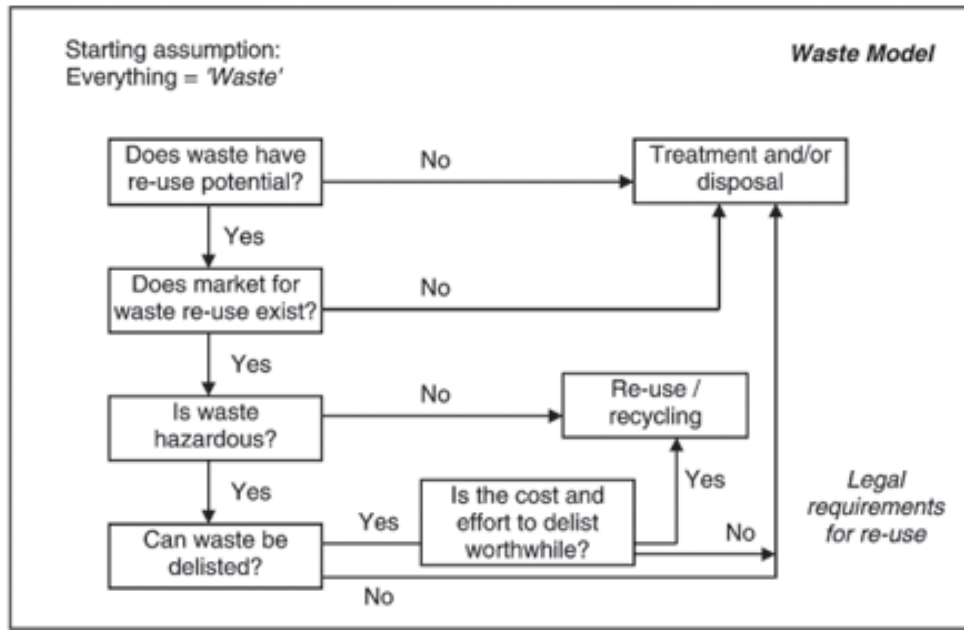 Starting assumption:
Everything = 'Waste'
Waste Model
Does waste have
re-use potential?
No
Treatment and/or
disposal
Yes
Does market for
waste re-use exist?
No
Yes
Is waste
hazardous?
No
Re-use /
recycling
Yes
Can waste be
delisted?
Yes
Is the cost and
effort to delist
worthwhile?
Yes
No
No
Legal
requirements
for re-use